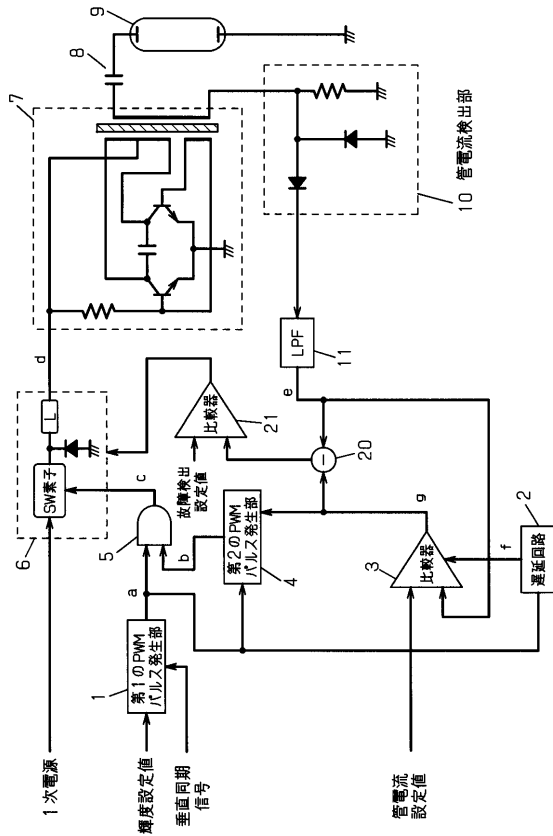 1次電源
輝度設定値
垂直同期
信号
管電流
設定値
1
第1のPWM
パルス発生部
a
6
SW素子
L
d
c
5
b
故障検出
設定値
第2のPWM
パルス発生部
4
比較器
21
20
g
3
比較器
f
2
遅延回路
e
LPF
11
7
8
9
10 管電流検出部